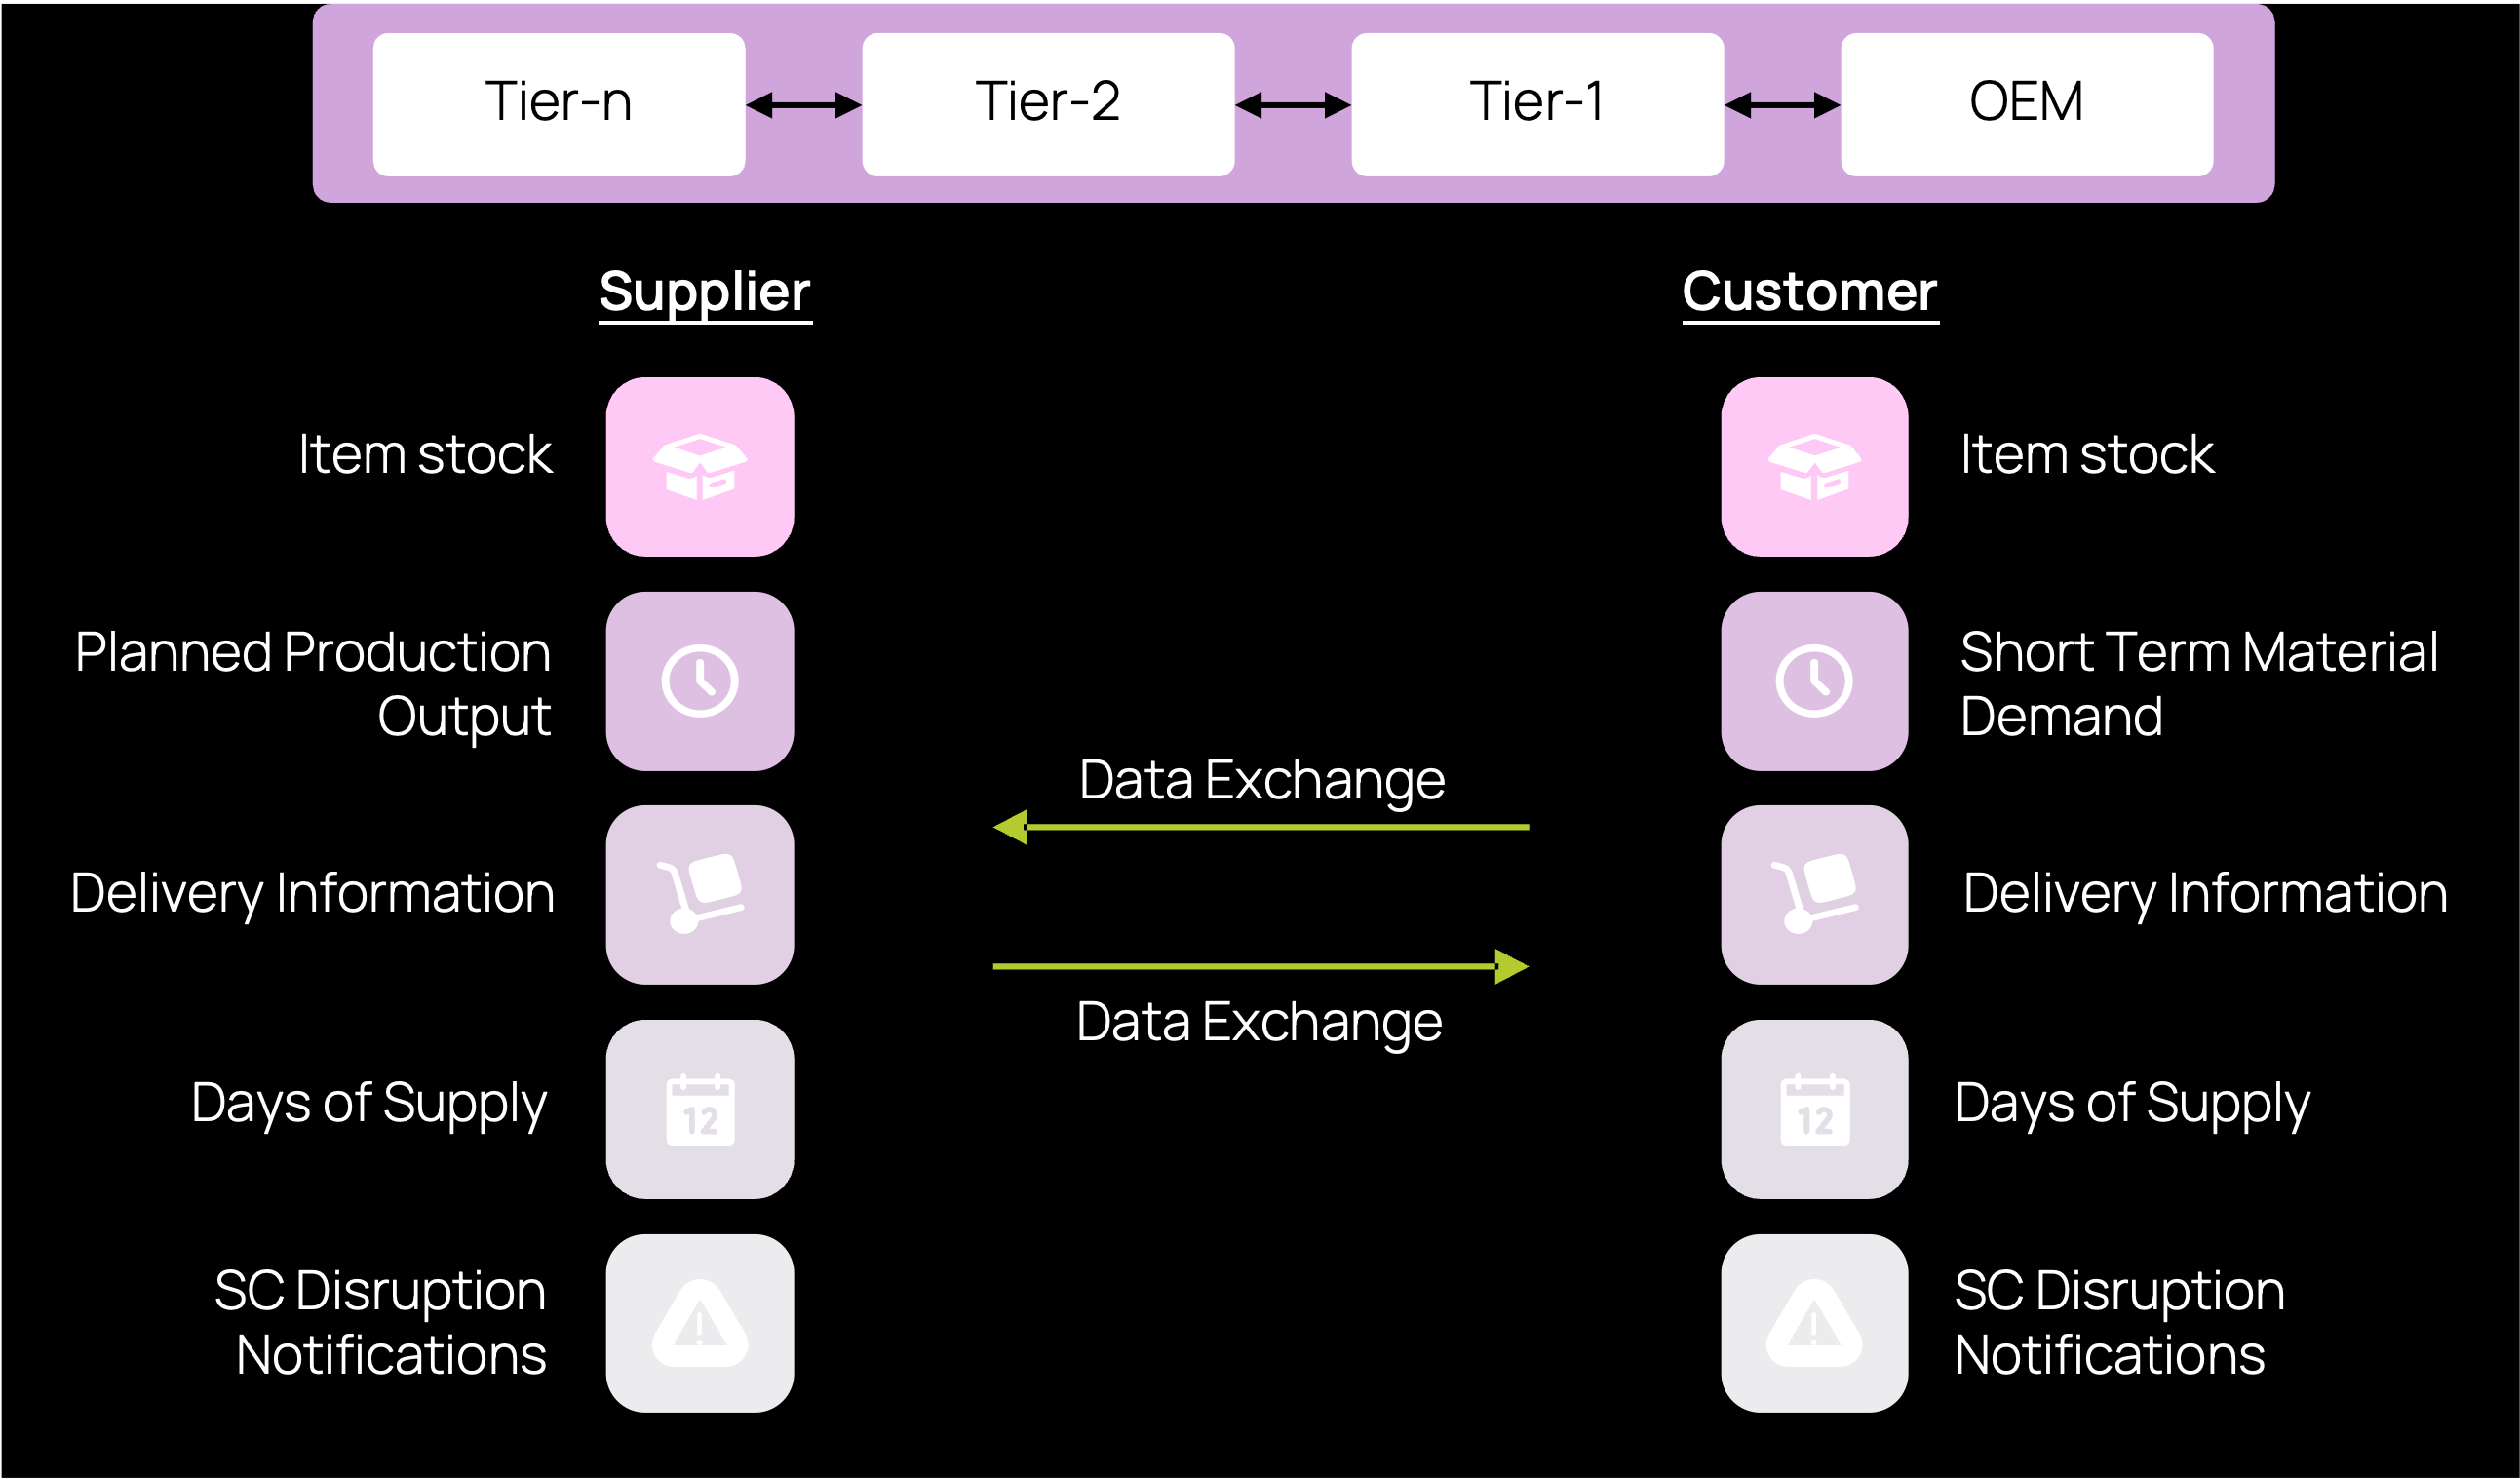 Tier-n
Tier-2
Tier-1
OEM
Supplier
Customer
Item stock
Item stock
Planned Production
Output
Short Term Material
Demand
Data Exchange
Delivery Information
Delivery Information
Data Exchange
Days of Supply
12
12
Days of Supply
SC Disruption
Notifications
SC Disruption
Notifications